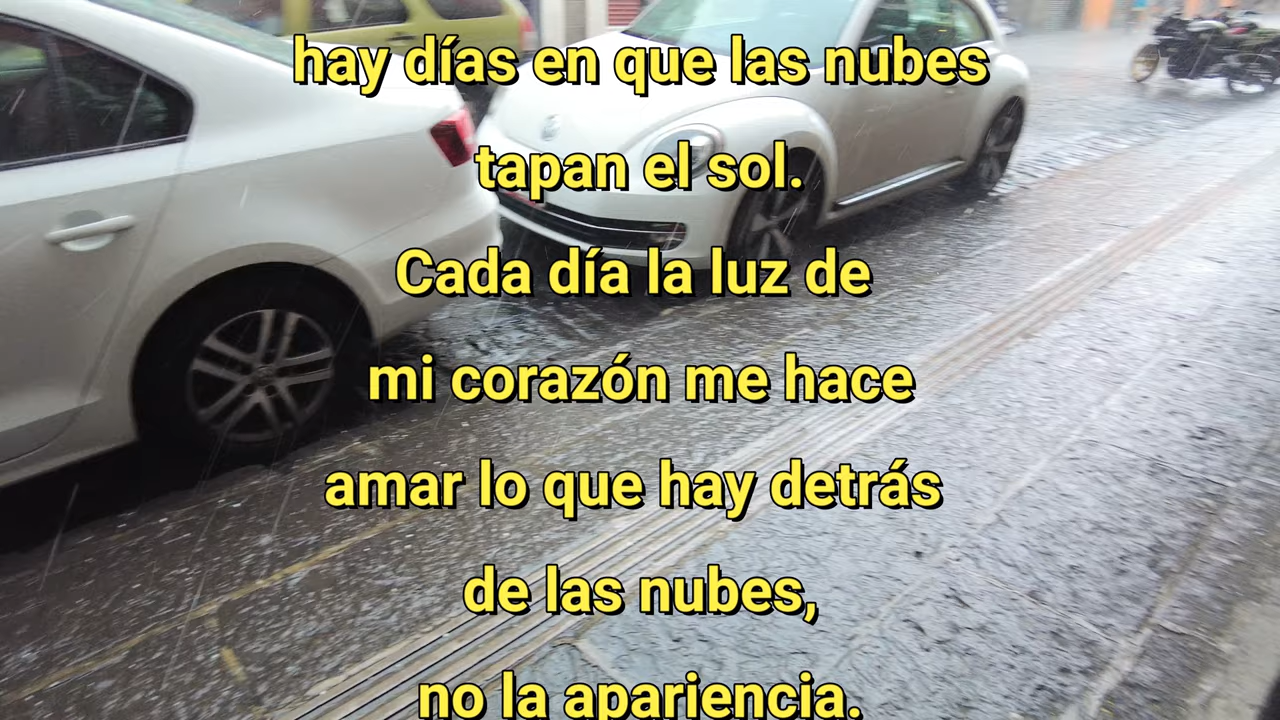 hay días en que las nubes
tapan el sol.
Cada día la luz de
mi corazón me hace
amar lo que hay detrás
de las nubes,
no la apariencia.